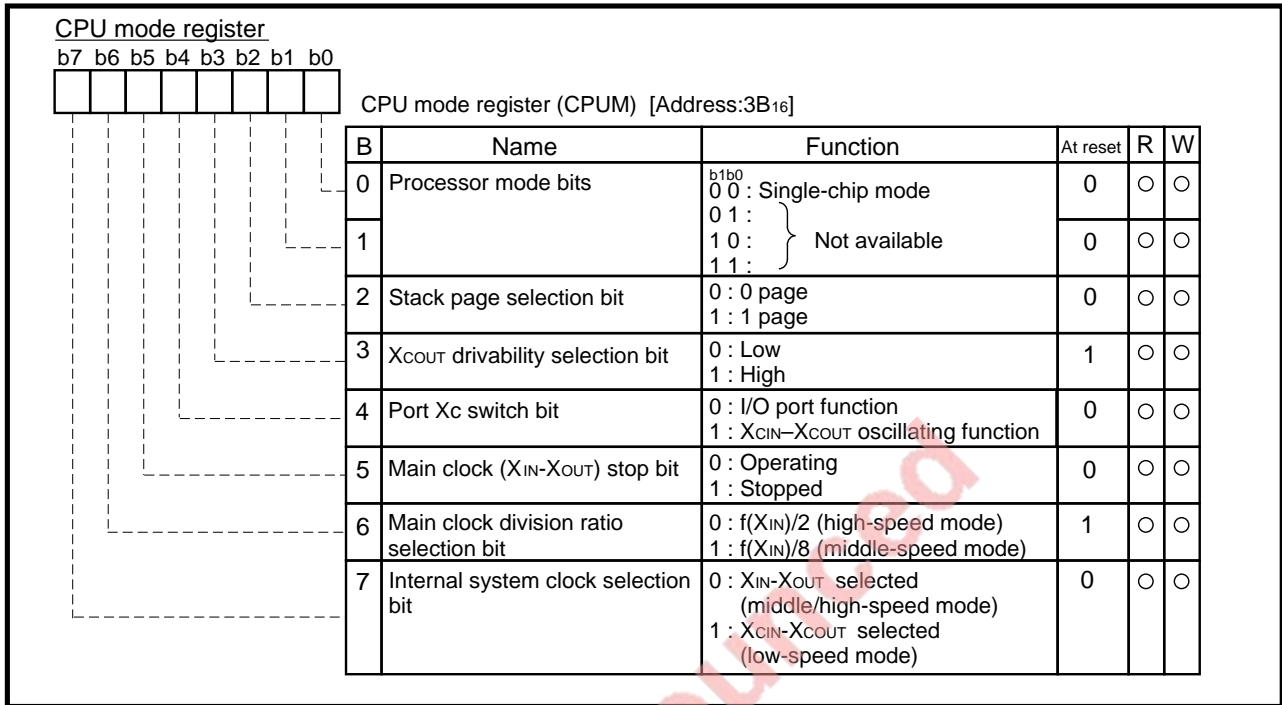 CPU mode register
b7 b6 b5 b4 b3 b2 b1 b0
CPU mode register (CPUM) [Address:3B16]
B Name Function At reset R W
0 Processor mode bits b1b0 0 ○ ○
0 0 : Single-chip mode
0 1 :
1 1 0 : Not available 0 ○ ○
1 1 :
2 Stack page selection bit 0 : 0 page 0 ○ ○
1 : 1 page
3 XCOUT drivability selection bit 0 : Low 1 ○ ○
1 : High
4 Port Xc switch bit 0 : I/O port function 0 ○ ○
1 : XCIN–XCOUT oscillating function
5 Main clock (XIN-XOUT) stop bit 0 : Operating 0 ○ ○
1 : Stopped
6 Main clock division ratio 0 : f(XIN)/2 (high-speed mode) 1 ○ ○
selection bit 1 : f(XIN)/8 (middle-speed mode)
7 Internal system clock selection 0 : XIN-XOUT selected 0 ○ ○
bit (middle/high-speed mode)
1 : XCIN-XCOUT selected
(low-speed mode)
unced